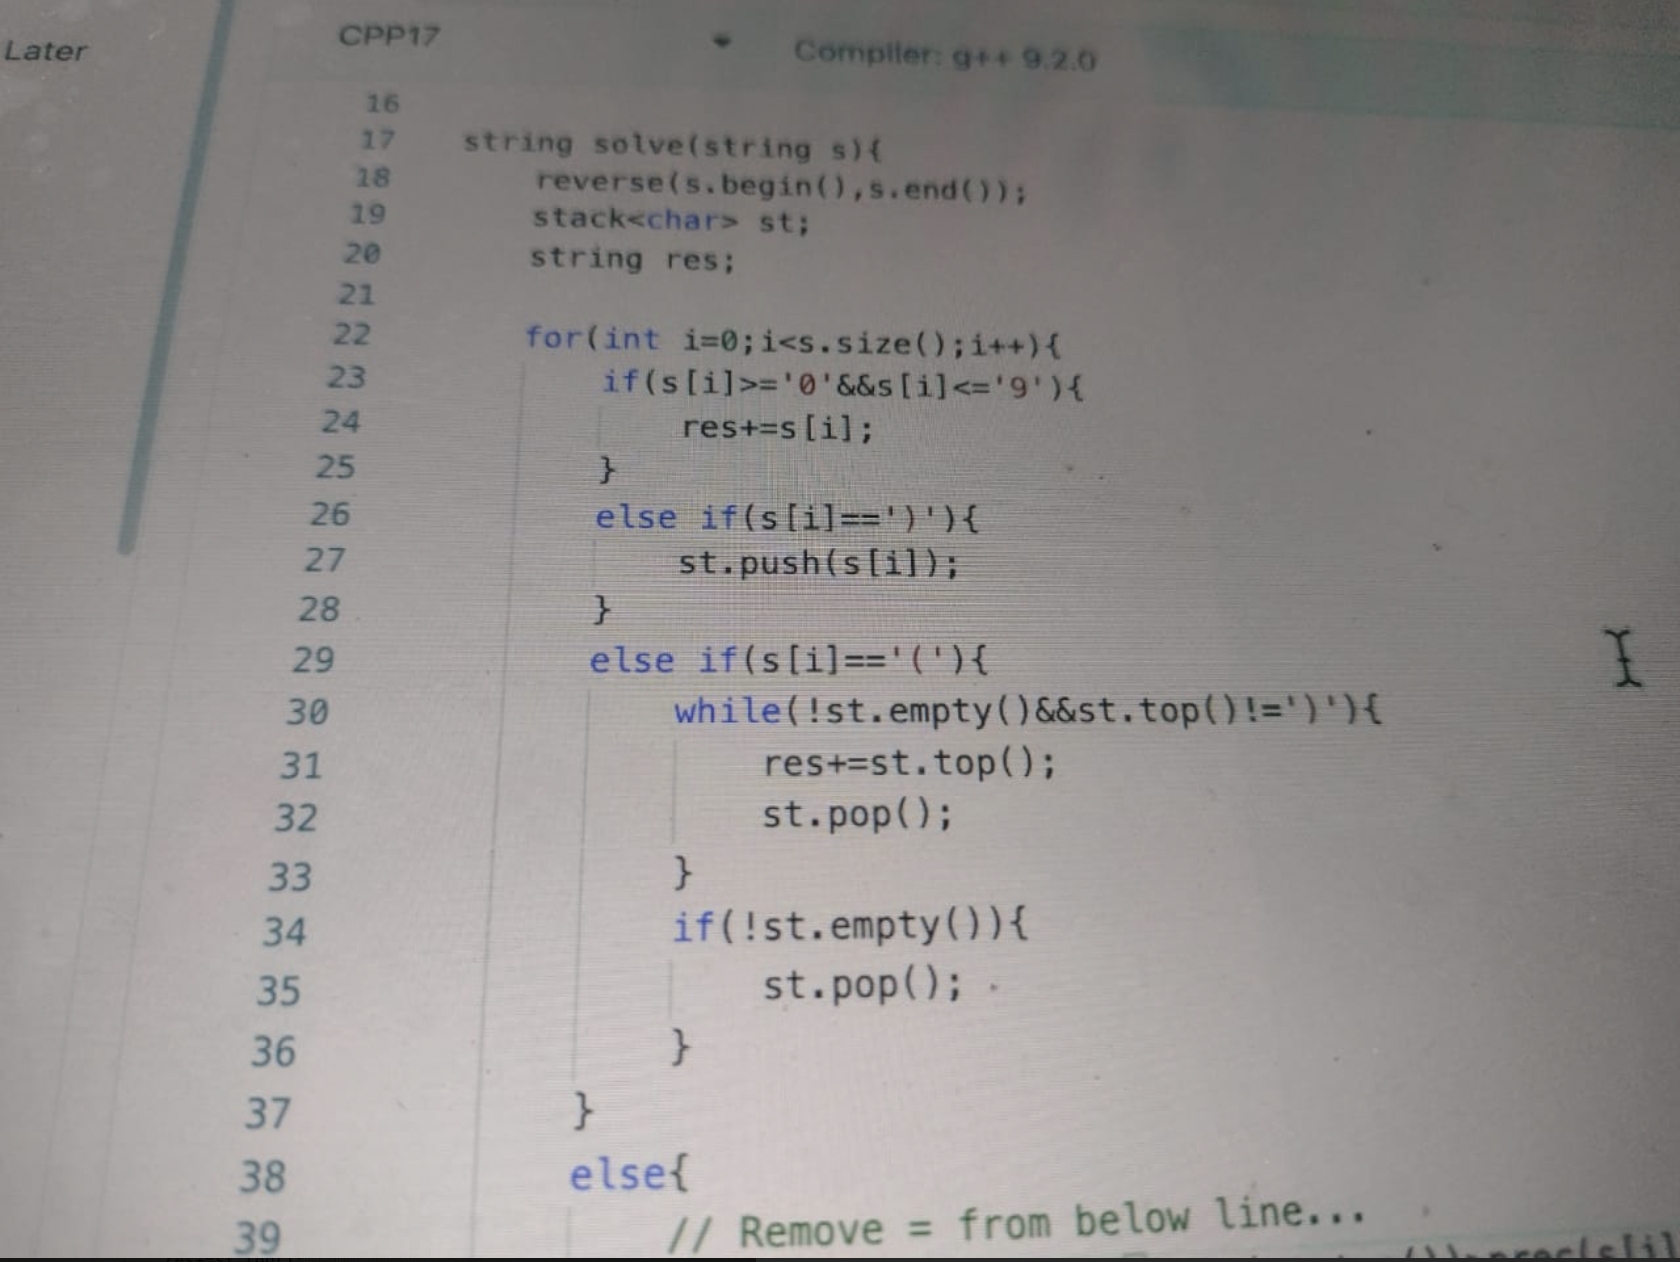 Later
CPP17
Compiler: g++ 9.2.0
16
17 string solve(string s){
18 reverse(s.begin(),s.end());
19 stack<char> st;
20 string res;
21
22 for(int i=0;i<s.size();i++){
23 if(s[i]>='0'&&s[i]<='9'){
24 res+=s[i];
25 }
26 else if(s[i]==')'){
27 st.push(s[i]);
28 }
29 else if(s[i]=='('){
30 while(!st.empty()&&st.top()!=')'){
31 res+=st.top();
32 st.pop();
33 }
34 if(!st.empty()){
35 st.pop();
36 }
37 }
38 else{
39 // Remove = from below line...